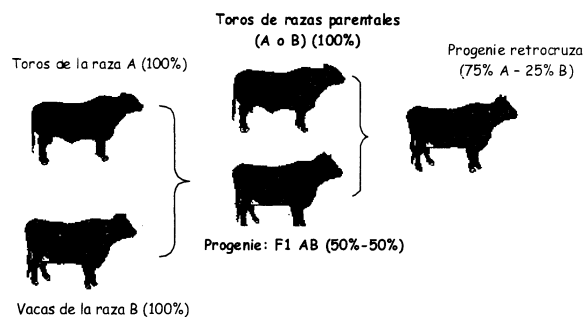 Toros de la raza A (100%)
Toros de razas parentales
(A o B) (100%)
Progenie retrocruza
(75% A - 25% B)
Progenie: F1 AB (50%-50%)
Vacas de la raza B (100%)